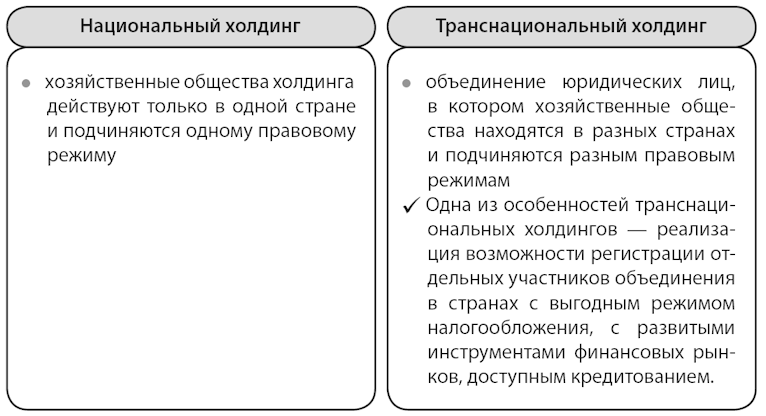 Национальный холдинг
хозяйственные общества холдинга
действуют только в одной стране
и подчиняются одному правовому
режиму
Транснациональный холдинг
объединение юридических лиц,
в котором хозяйственные обще-
ства находятся в разных странах
и подчиняются разным правовым
режимам
Одна из особенностей транснаци-
ональных холдингов — реализа-
ция возможности регистрации от-
дельных участников объединения
в странах с выгодным режимом
налогообложения, с развитыми
инструментами финансовых рын-
ков, доступным кредитованием.